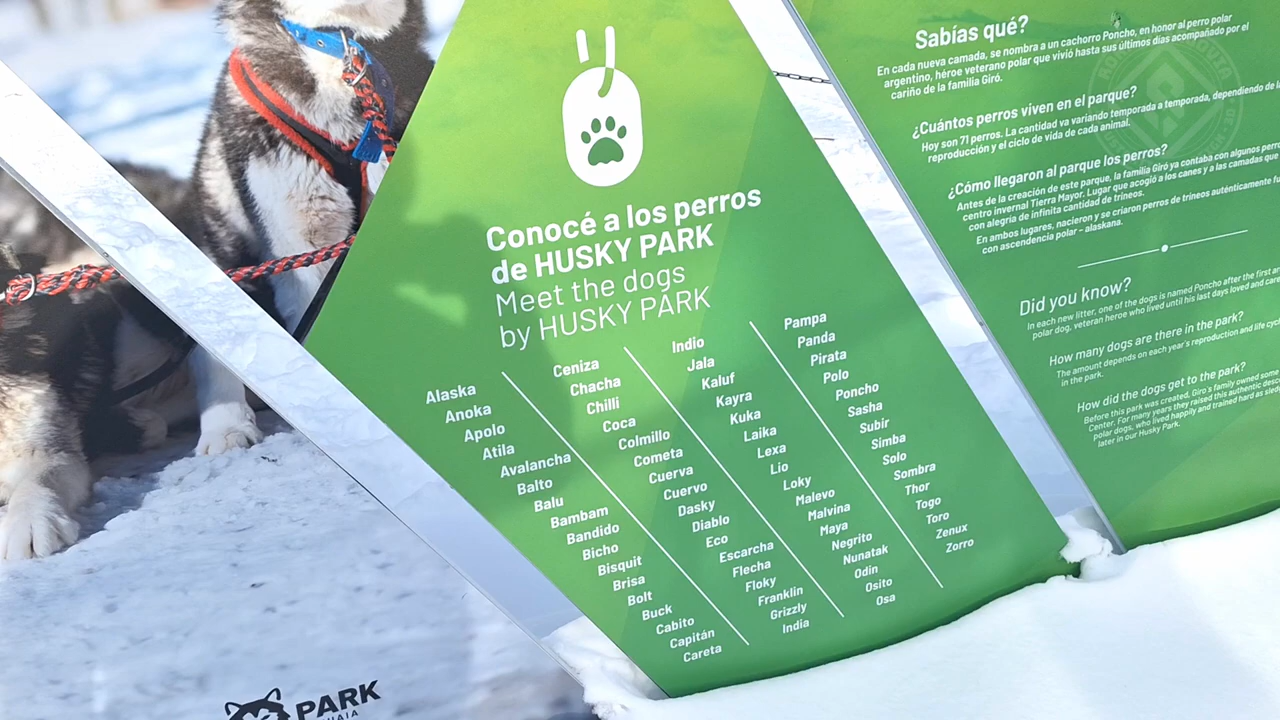 Conocé a los perros
de HUSKY PARK
Meet the dogs
by HUSKY PARK
Alaska
Anoka
Apolo
Atila
Avalancha
Balto
Balu
Bambam
Bandido
Bicho
Bisquit
Brisa
Bolt
Buck
Cabito
Capitán
Careta
Ceniza
Chacha
Chilli
Coca
Colmillo
Cometa
Cuerva
Cuervo
Dasky
Diablo
Eco
Escarcha
Flecha
Floky
Franklin
Grizzly
India
Indio
Jala
Kaluf
Kayra
Kuka
Laika
Lexa
Lio
Loky
Malevo
Malvina
Maya
Negrito
Nunatak
Odin
Osito
Osa
Pampa
Panda
Pirata
Polo
Poncho
Sasha
Subir
Simba
Solo
Sombra
Thor
Togo
Toro
Zenux
Zorro
Sabías qué?
En cada nueva camada, se nombra a un cachorro Poncho, en honor al perro polar
argentino, héroe veterano polar que vivió hasta sus últimos días acompañado por el
cariño de la familia Giró.
¿Cuántos perros viven en el parque?
Hoy son 71 perros. La cantidad va variando temporada a temporada, dependiendo de la
reproducción y el ciclo de vida de cada animal.
¿Cómo llegaron al parque los perros?
Antes de la creación de este parque, la familia Giró ya contaba con algunos
centro invernal Tierra Mayor. Lugar que acogió a los canes y a las camadas que
con alegria de infinita cantidad de trineos.
En ambos lugares, nacieron y se criaron perros de trineos auténticamente
con ascendencia polar – alaskana.
Did you know?
In each new litter, one of the dogs is named Poncho after the first
polar dog, veteran heroe who lived until his last days loved and
How many dogs are there in the park?
The amount depends on each year's reproduction and life
in the park.
How did the dogs get to the park?
Before this park was created, Giro's family owned some
Center. For many years they raised this authentic
polar dogs, who lived happily and trained hard as
later in our Husky Park.
PARK